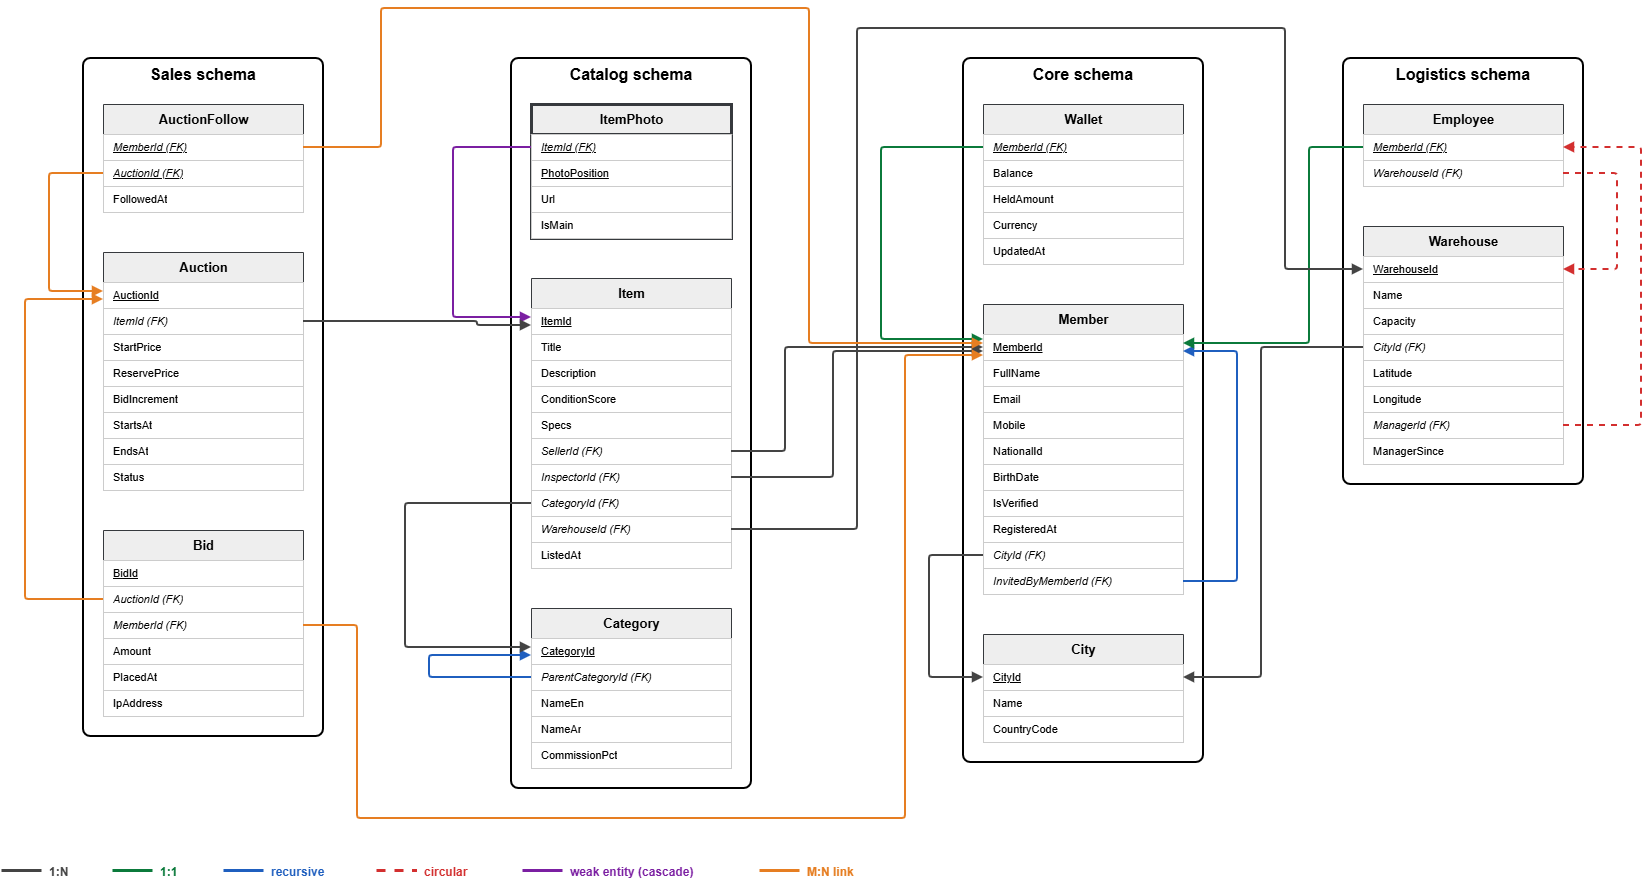 Sales schema
AuctionFollow
MemberId (FK)
AuctionId (FK)
FollowedAt
Auction
AuctionId
ItemId (FK)
StartPrice
ReservePrice
BidIncrement
StartsAt
EndsAt
Status
Bid
BidId
AuctionId (FK)
MemberId (FK)
Amount
PlacedAt
IpAddress
Catalog schema
ItemPhoto
ItemId (FK)
PhotoPosition
Url
IsMain
Item
ItemId
Title
Description
ConditionScore
Specs
SellerId (FK)
InspectorId (FK)
CategoryId (FK)
WarehouseId (FK)
ListedAt
Category
CategoryId
ParentCategoryId (FK)
NameEn
NameAr
CommissionPct
Core schema
Wallet
MemberId (FK)
Balance
HeldAmount
Currency
UpdatedAt
Member
MemberId
FullName
Email
Mobile
NationalId
BirthDate
IsVerified
RegisteredAt
CityId (FK)
InvitedByMemberId (FK)
City
CityId
Name
CountryCode
Logistics schema
Employee
MemberId (FK)
WarehouseId (FK)
Warehouse
WarehouseId
Name
Capacity
CityId (FK)
Latitude
Longitude
ManagerId (FK)
ManagerSince
1:N
1:1
recursive
circular
weak entity (cascade)
M:N link